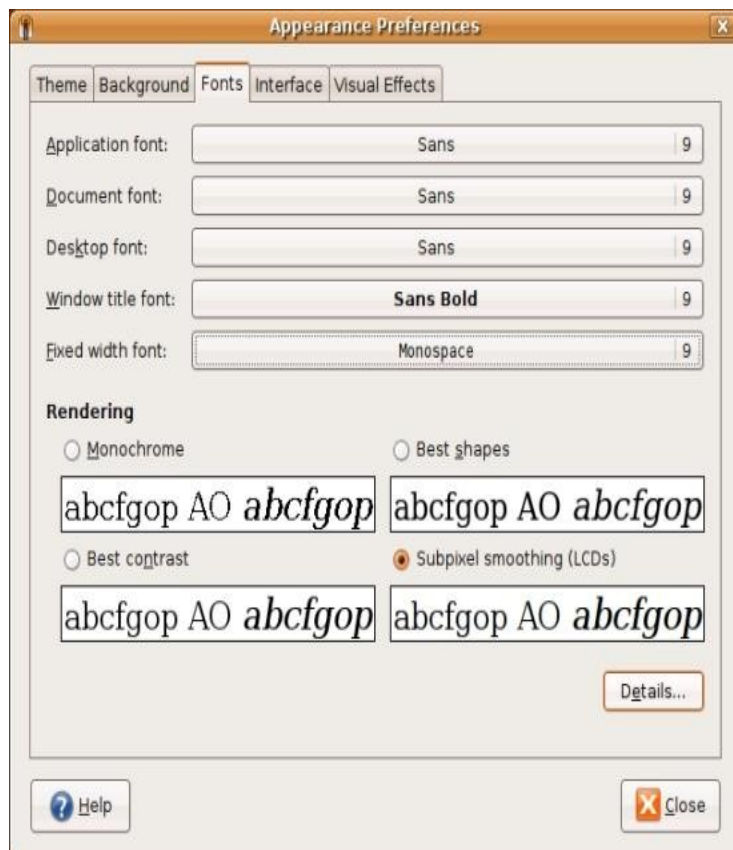 Appearance Preferences
Theme Background Fonts Interface Visual Effects
Application font: Sans 9
Document font: Sans 9
Desktop font: Sans 9
Window title font: Sans Bold 9
Fixed width font: Monospace 9
Rendering
Monochrome Best shapes
abcfgop AO abcfgop abcfgop AO abcfgop
Best contrast Subpixel smoothing (LCDs)
abcfgop AO abcfgop abcfgop AO abcfgop
Details...
Help Close